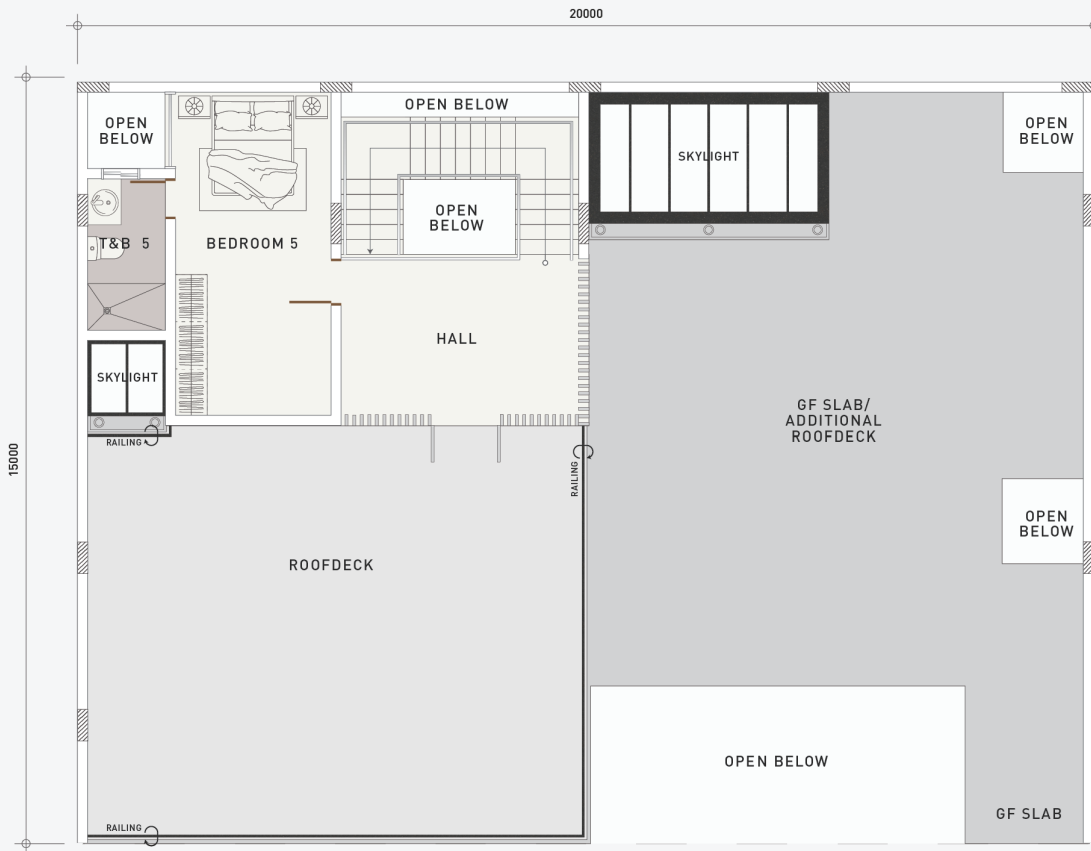 20000
OPEN BELOW
OPEN
BELOW
OPEN
BELOW
SKYLIGHT
OPEN
BELOW
T&B 5
BEDROOM 5
HALL
SKYLIGHT
GF SLAB/
ADDITIONAL
ROOFDECK
RAILING
15000
RAILING
OPEN
BELOW
ROOFDECK
OPEN BELOW
GF SLAB
RAILING